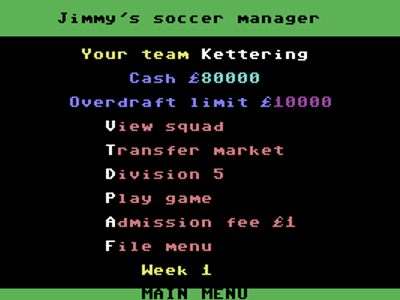 Jimmy's soccer manager
Your team Kettering
Cash £80000
Overdraft limit £10000
View squad
Transfer market
Division 5
Play game
Admission fee £1
File menu
Week 1
MAIN MENU